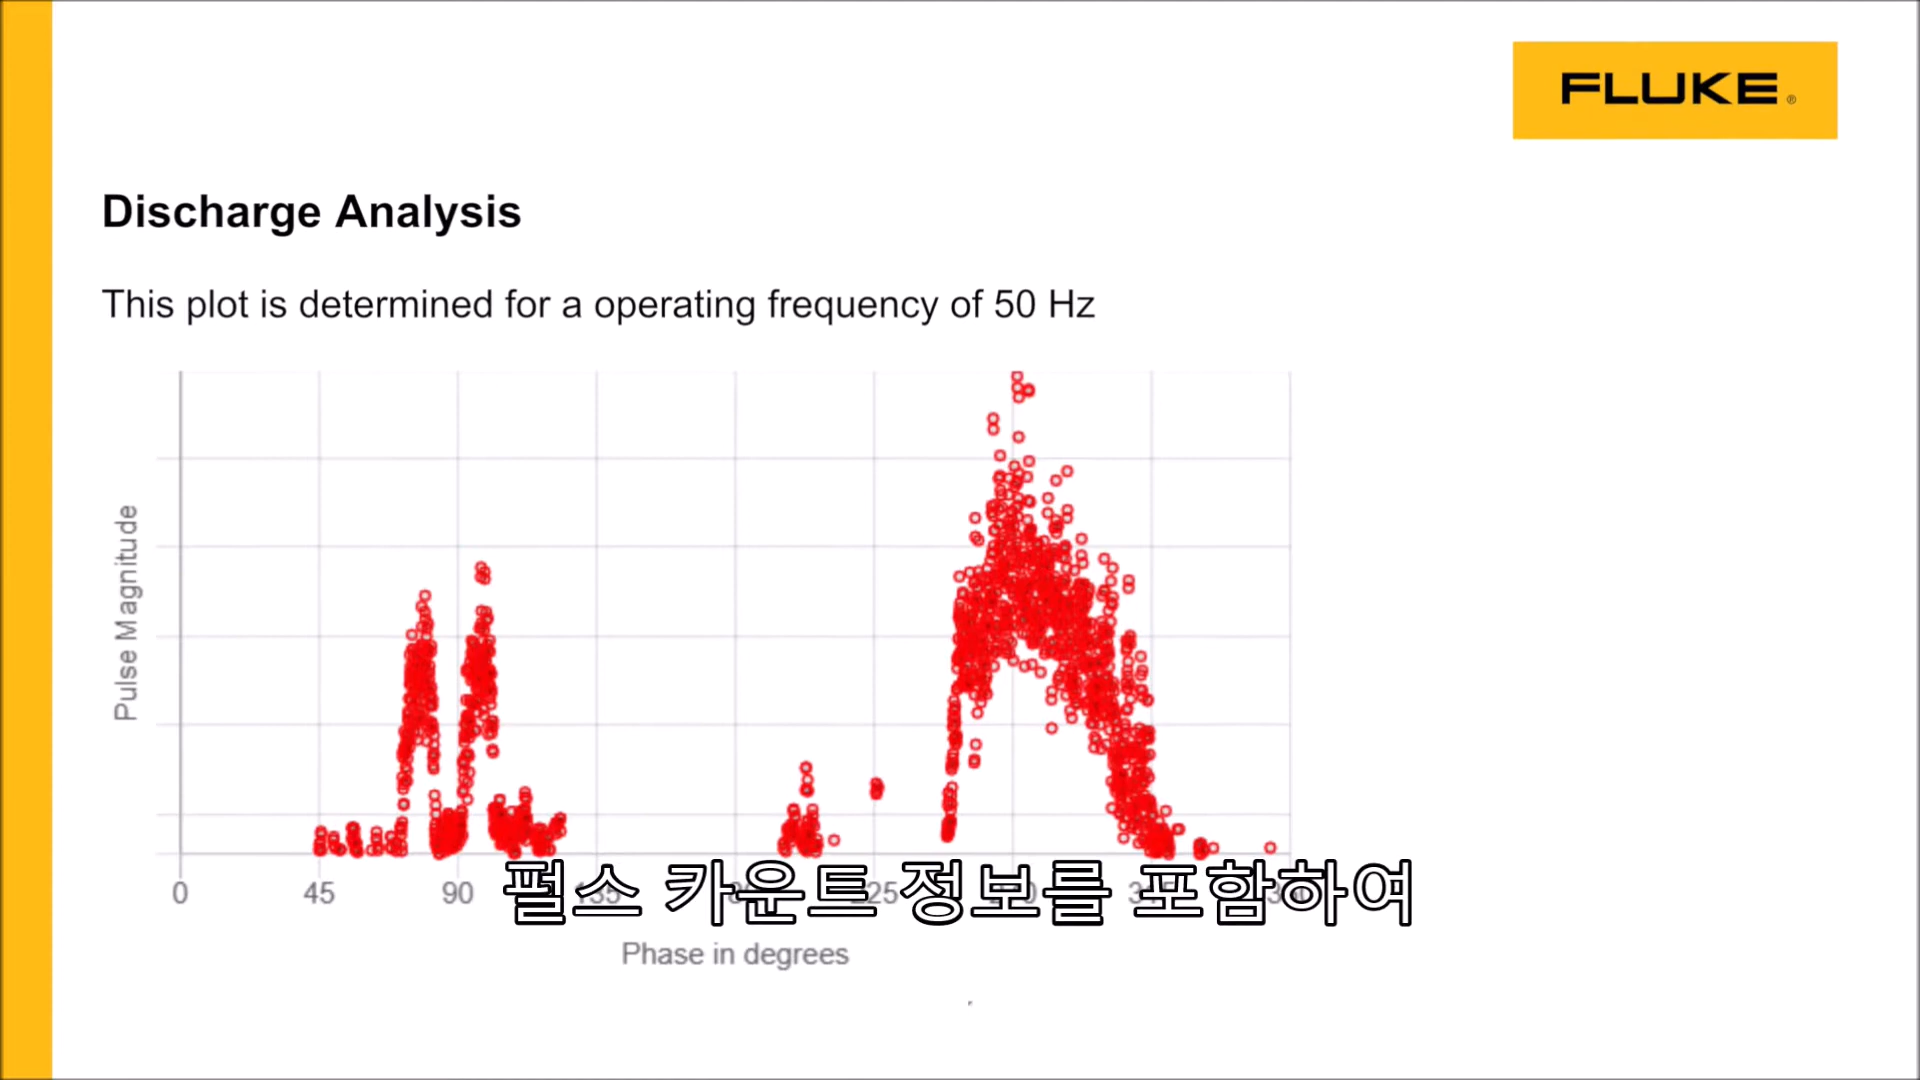 FLUKE®
Discharge Analysis
This plot is determined for a operating frequency of 50 Hz
Pulse Magnitude
0 45 90
펄스 카운트 정보를 포함하여
Phase in degrees